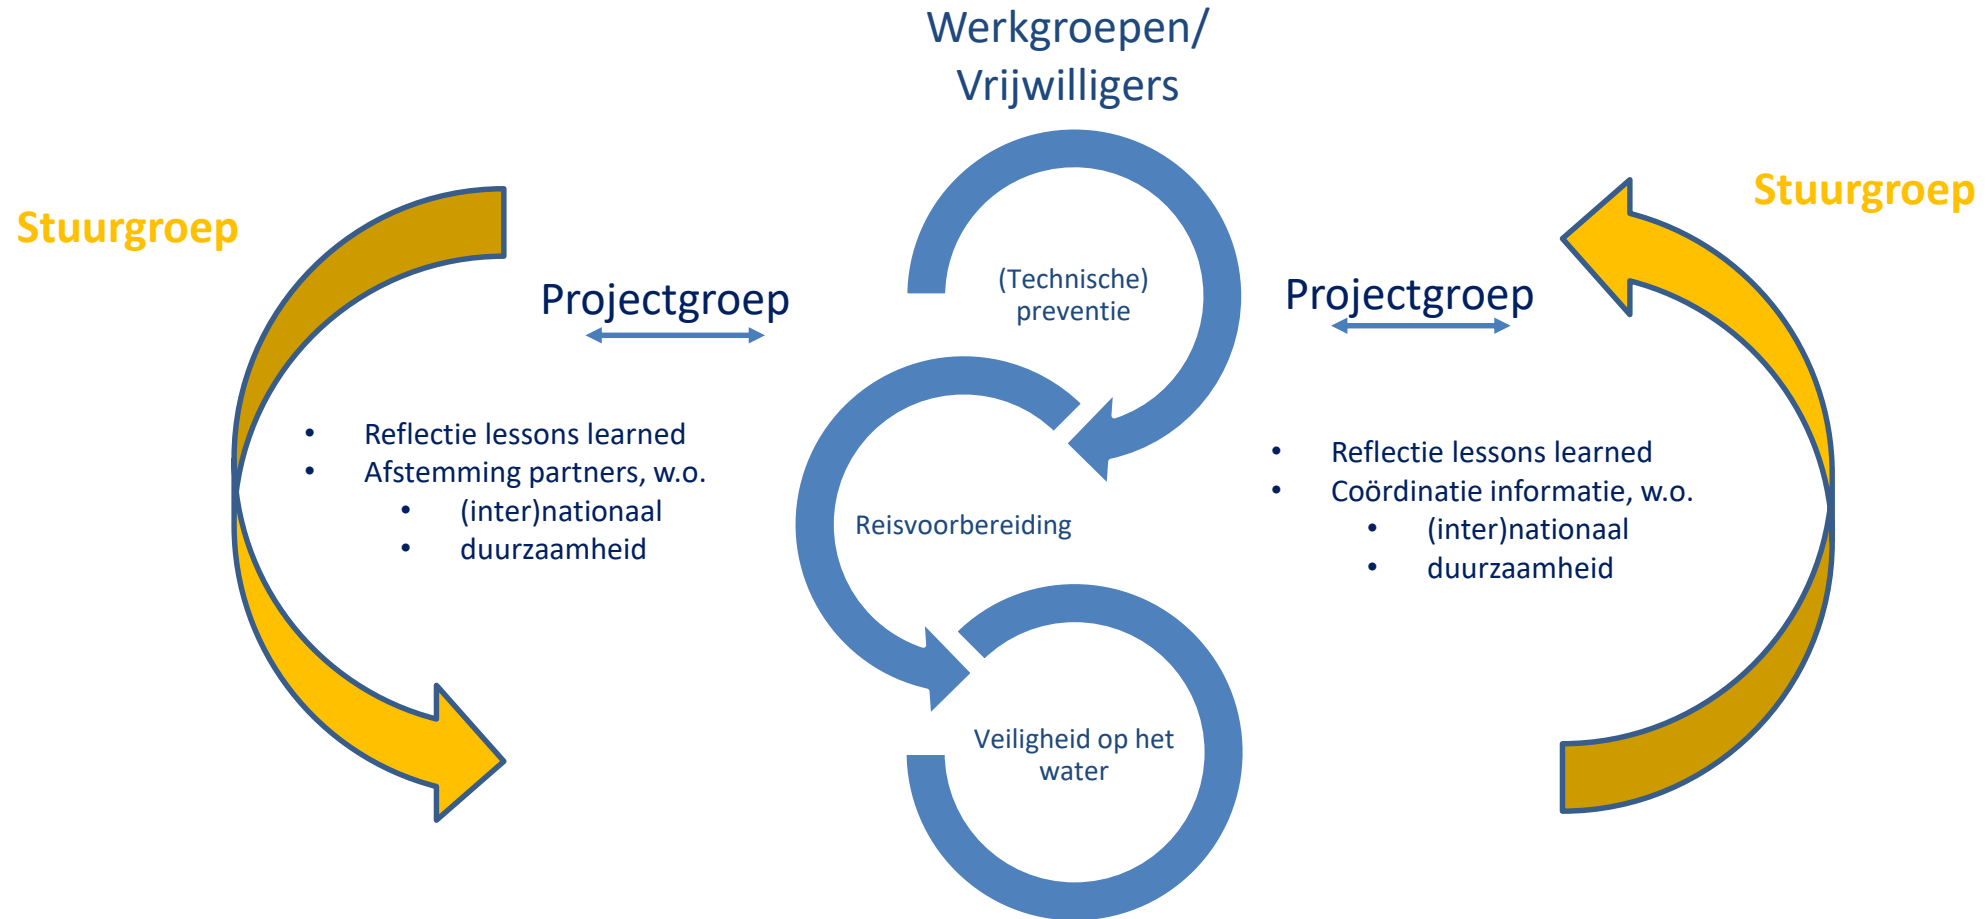 Werkgroepen/
Vrijwilligers
Stuurgroep
Projectgroep
• Reflectie lessons learned
• Afstemming partners, w.o.
• (inter)nationaal
• duurzaamheid
(Technische)
preventie
Reisvoorbereiding
Veiligheid op het
water
Stuurgroep
Projectgroep
• Reflectie lessons learned
• Coördinatie informatie, w.o.
• (inter)nationaal
• duurzaamheid